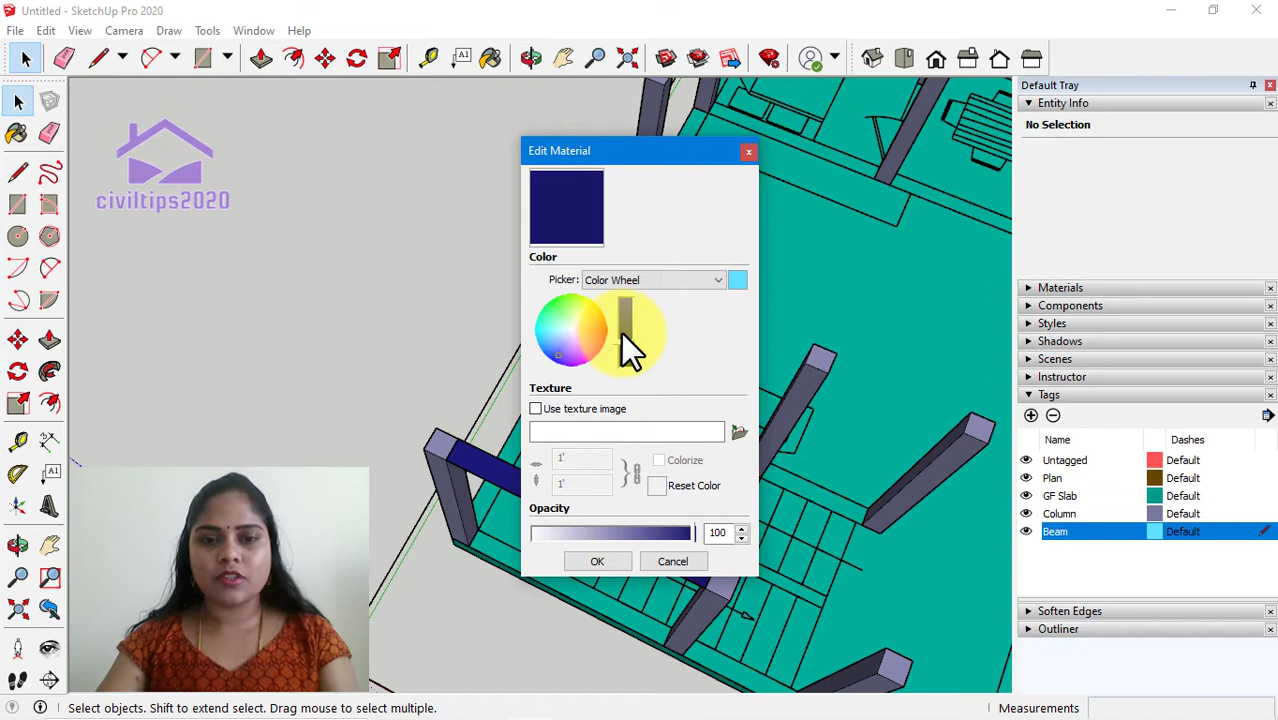 Untitled - SketchUp Pro 2020
File Edit View Camera Draw Tools Window Help
A1
Default Tray
Entity Info
No Selection
civiltips2020
Edit Material
Color
Picker: Color Wheel
Texture
Use texture image
1' Colorize
1' Reset Color
Opacity
100
OK Cancel
Materials
Components
Styles
Shadows
Scenes
Instructor
Tags
Name Dashes
Untagged Default
Plan Default
GF Slab Default
Column Default
Beam Default
Soften Edges
Outliner
A1
Select objects. Shift to extend select. Drag mouse to select multiple. Measurements